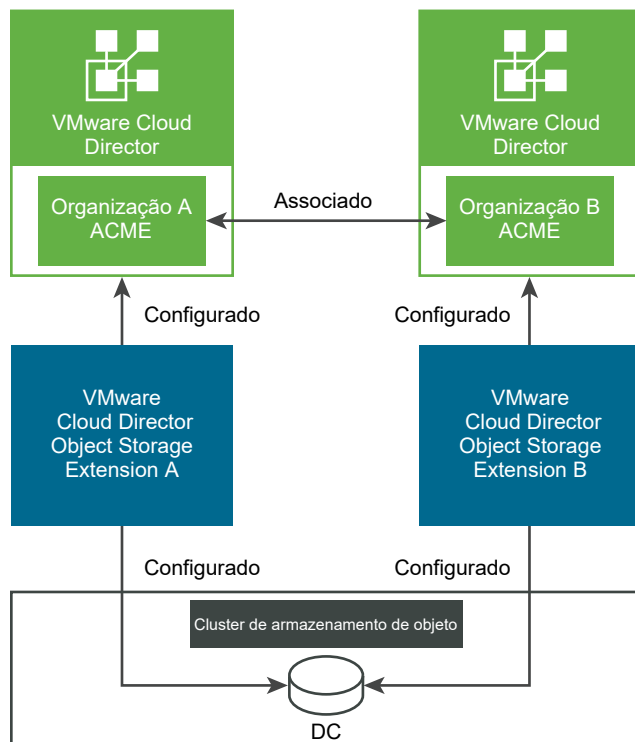 VMware Cloud
Director
Organização A
ACME
Associado
VMware Cloud
Director
Organização B
ACME
Configurado
Configurado
VMware
Cloud Director
Object Storage
Extension A
VMware
Cloud Director
Object Storage
Extension B
Configurado
Configurado
Cluster de armazenamento de objeto
DC